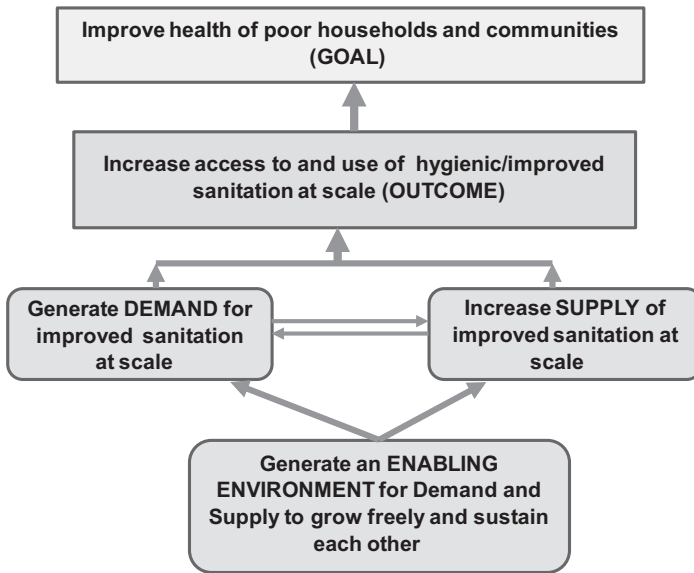 Improve health of poor households and communities
(GOAL)
Increase access to and use of hygienic/improved
sanitation at scale (OUTCOME)
Generate DEMAND for
improved sanitation
at scale
Increase SUPPLY of
improved sanitation at
scale
Generate an ENABLING
ENVIRONMENT for Demand and
Supply to grow freely and sustain
each other